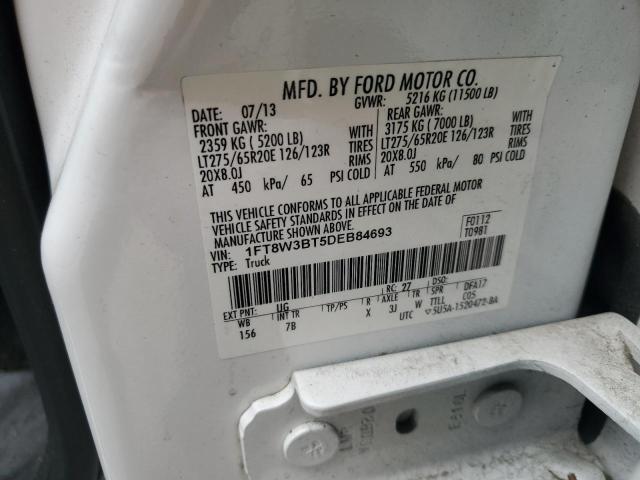 MFD. BY FORD MOTOR CO.
DATE: 07/13 GVWR: 5216 KG (11500 LB)
FRONT GAWR: REAR GAWR:
2359 KG ( 5200 LB) WITH 3175 KG ( 7000 LB) WITH
LT275/65R20E 126/123R TIRES LT275/65R20E 126/123R TIRES
20X8.0J RIMS 20X8.0J RIMS
AT 450 kPa/ 65 PSI COLD AT 550 kPa/ 80 PSI COLD
THIS VEHICLE CONFORMS TO ALL APPLICABLE FEDERAL MOTOR
VEHICLE SAFETY STANDARDS IN EFFECT ON THE DATE OF
MANUFACTURE SHOWN ABOVE.
VIN: 1FT8W3BT5DEB84693 F0112
TYPE: Truck T0981
EXT PNT: UG RC: 27 DSO:
WB INT TR TP/PS R AXLE TR SPR DFA17
156 7B X 3J W TTLL COS
UTC 5U5A-1520472-BA